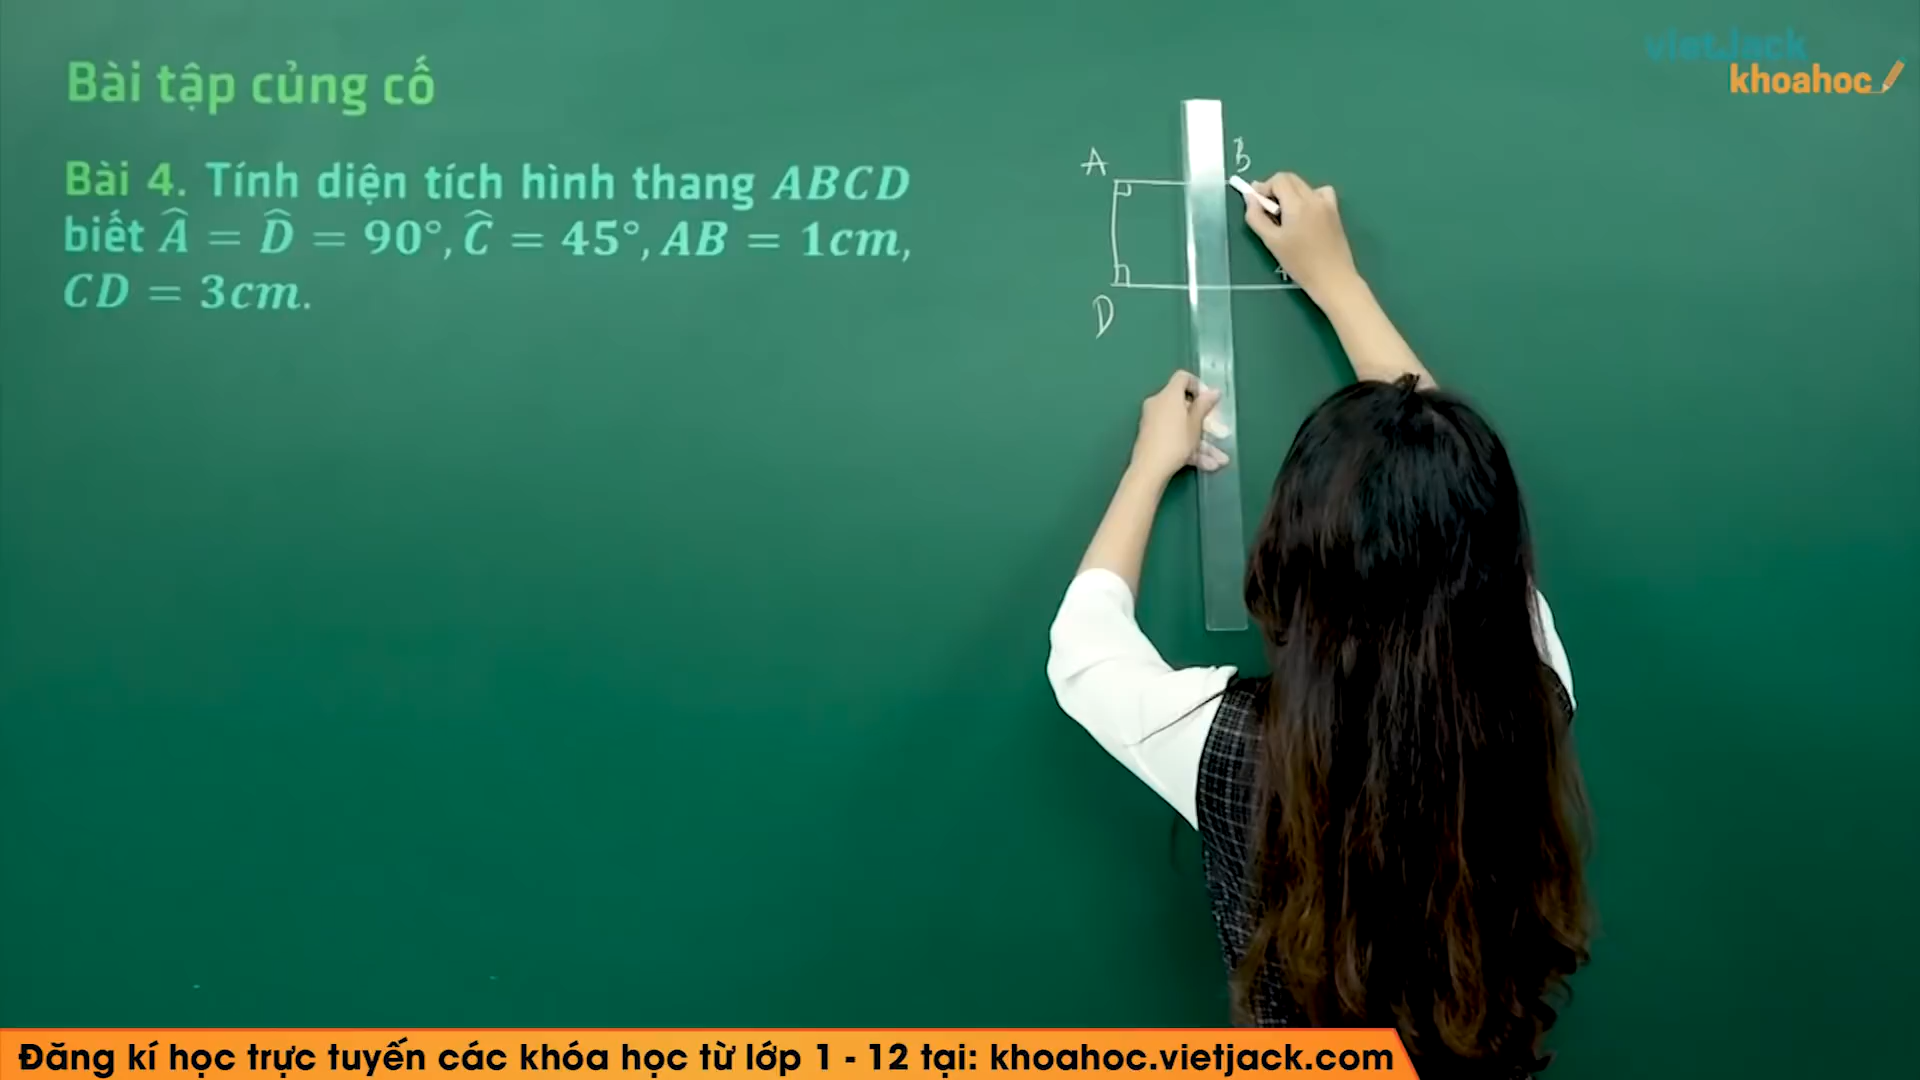 vietjack
khoahoc
Bài tập củng cố
Bài 4. Tính diện tích hình thang ABCD
biết Â = D̂ = 90°, Ĉ = 45°, AB = 1cm,
CD = 3cm.
A B
4
D
Đăng kí học trực tuyến các khóa học từ lớp 1 - 12 tại: khoahoc.vietjack.com